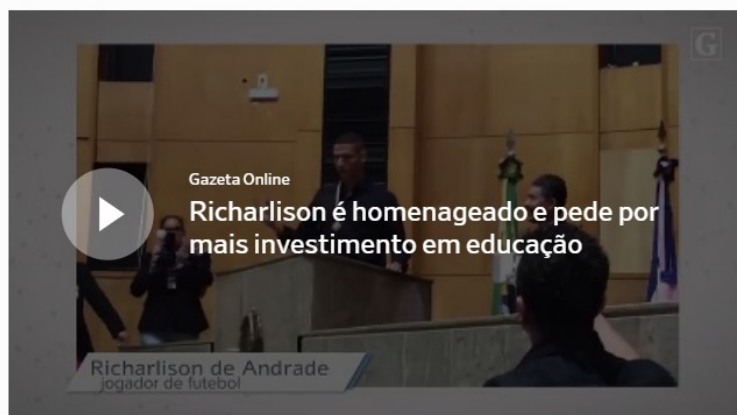 G
Gazeta Online
Richarlison é homenageado e pede por
mais investimento em educação
Richarlison de Andrade
jogador de futebol